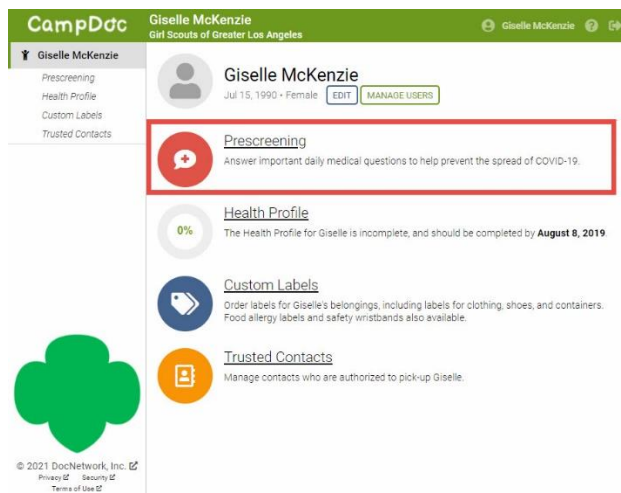 CampDoc
Giselle McKenzie
Girl Scouts of Greater Los Angeles
Giselle McKenzie
Giselle McKenzie
Prescreening
Health Profile
Custom Labels
Trusted Contacts
Giselle McKenzie
Jul 15, 1990 • Female EDIT MANAGE USERS
Prescreening
Answer important daily medical questions to help prevent the spread of COVID-19.
0%
Health Profile
The Health Profile for Giselle is incomplete, and should be completed by August 8, 2019.
Custom Labels
Order labels for Giselle's belongings, including labels for clothing, shoes, and containers.
Food allergy labels and safety wristbands also available.
Trusted Contacts
Manage contacts who are authorized to pick-up Giselle.
© 2021 DocNetwork, Inc.
Privacy Security
Terms of Use